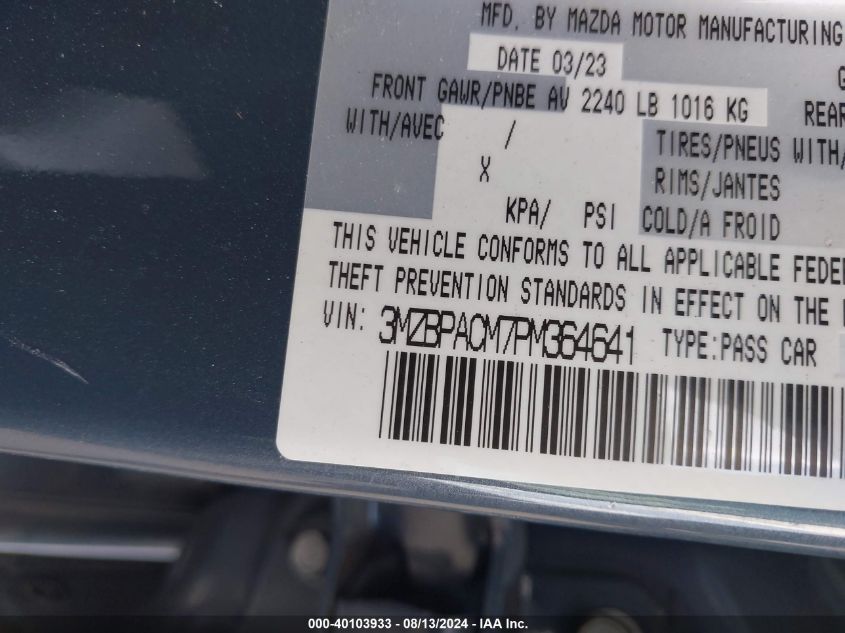 MFD. BY MAZDA MOTOR MANUFACTURING
DATE 03/23
FRONT GAWR/PNBE AV 2240 LB 1016 KG
REAR
WITH/AVEC /
TIRES/PNEUS WITH/
X
RIMS/JANTES
KPA/ PSI COLD/A FROID
THIS VEHICLE CONFORMS TO ALL APPLICABLE FEDE
THEFT PREVENTION STANDARDS IN EFFECT ON THE
VIN: 3MZBPACM7PM364641 TYPE:PASS CAR
000-40103933 - 08/13/2024 - IAA Inc.